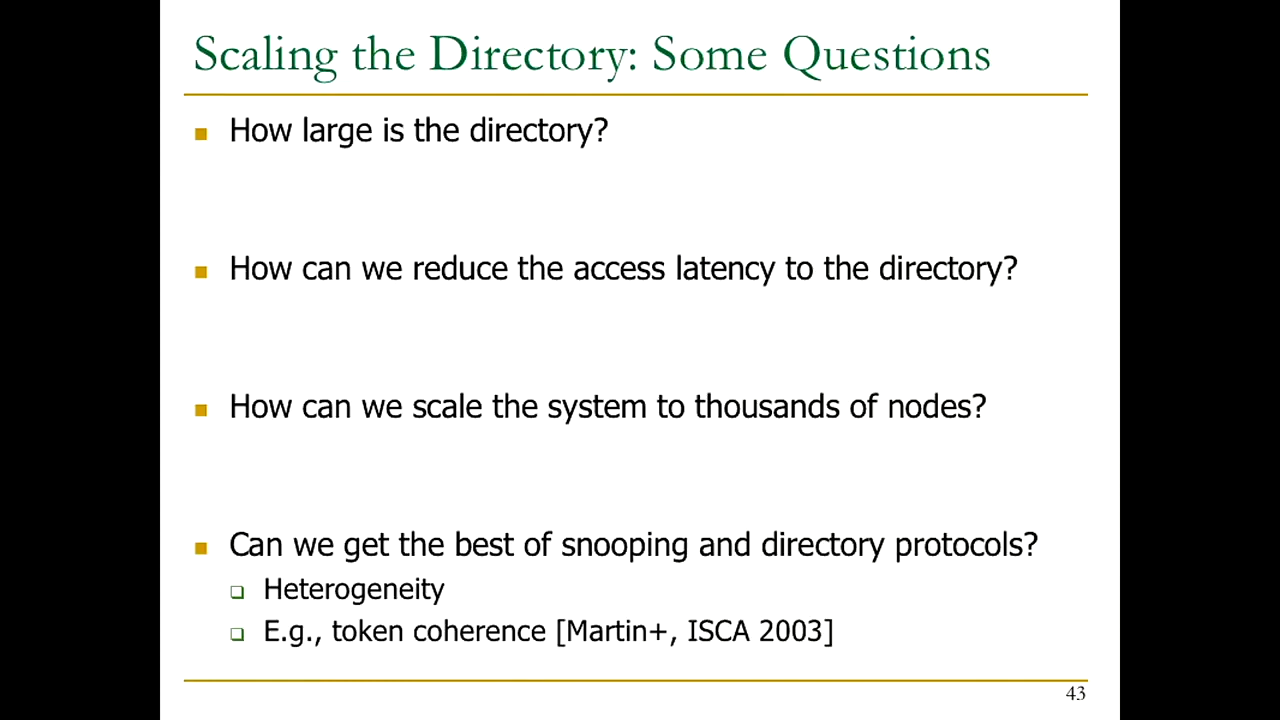 Scaling the Directory: Some Questions
How large is the directory?
How can we reduce the access latency to the directory?
How can we scale the system to thousands of nodes?
Can we get the best of snooping and directory protocols?
Heterogeneity
E.g., token coherence [Martin+, ISCA 2003]
43